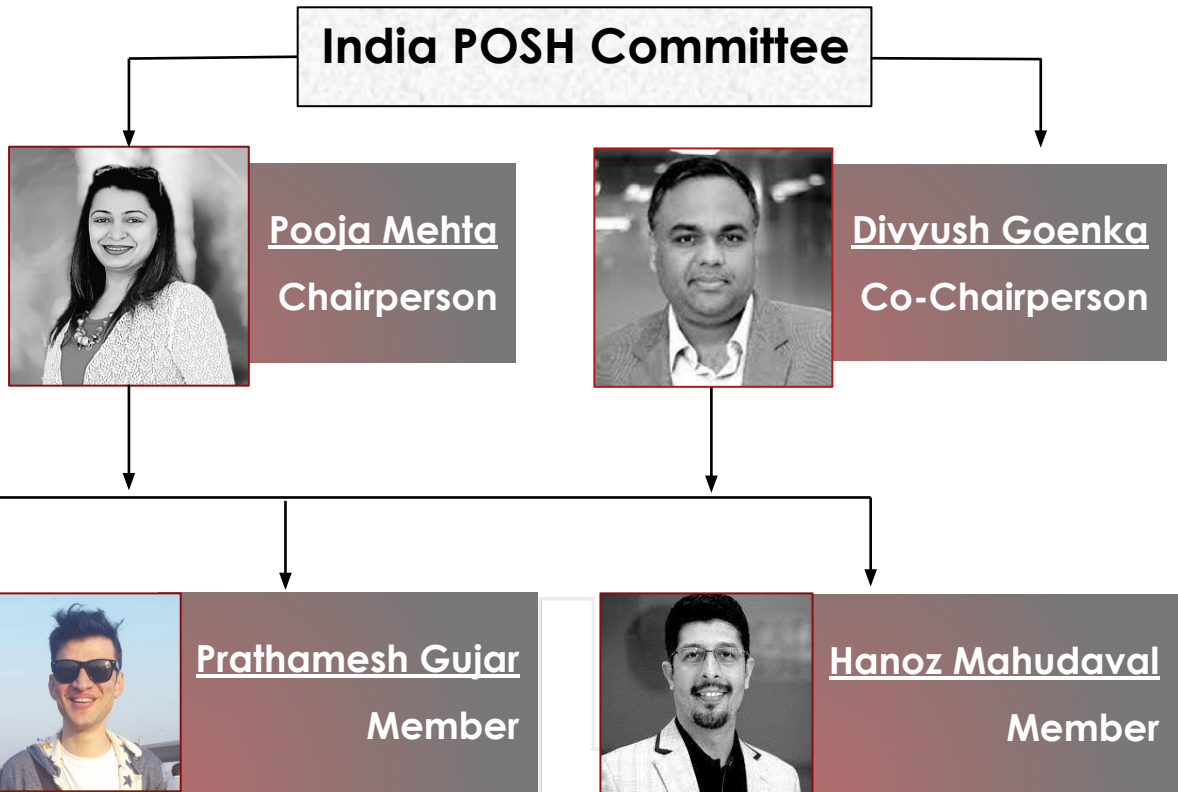 India POSH Committee
Pooja Mehta
Chairperson
Divyush Goenka
Co-Chairperson
Prathamesh Gujar
Member
Hanoz Mahudaval
Member